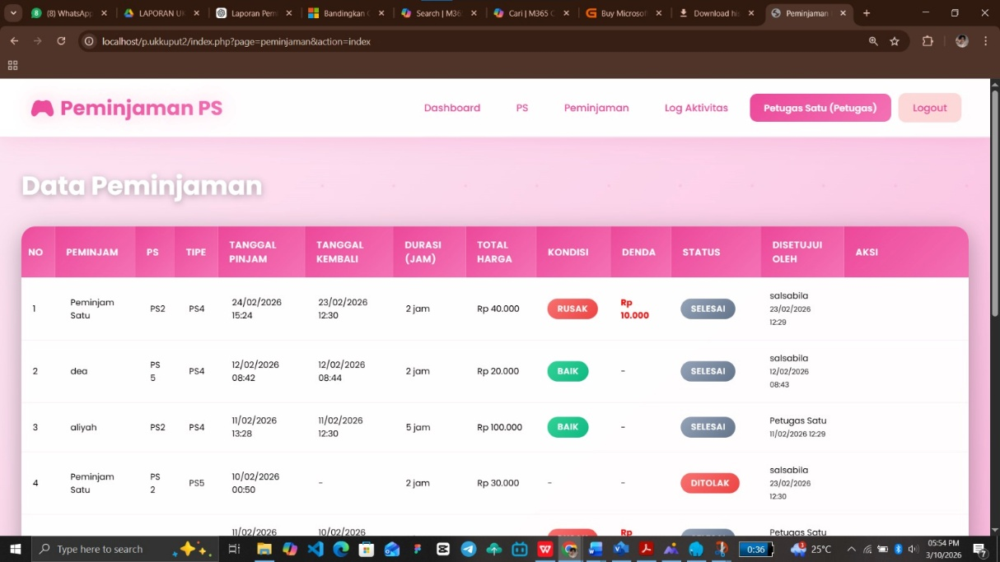 (8) WhatsApp
LAPORAN UK
Laporan Pem
Bandingkan
Search | M36
Cari | M365 C
Buy Microsof
Download hi
Peminjaman
localhost/p.ukkuput2/index.php?page=peminjaman&action=index
Peminjaman PS
Dashboard
PS
Peminjaman
Log Aktivitas
Petugas Satu (Petugas)
Logout
Data Peminjaman
NO PEMINJAM PS TIPE TANGGAL PINJAM TANGGAL KEMBALI DURASI (JAM) TOTAL HARGA KONDISI DENDA STATUS DISETUJUI OLEH AKSI
1 Peminjam Satu PS2 PS4 24/02/2026 15:24 23/02/2026 12:30 2 jam Rp 40.000 RUSAK Rp 10.000 SELESAI salsabila 23/02/2026 12:29
2 dea PS 5 PS4 12/02/2026 08:42 12/02/2026 08:44 2 jam Rp 20.000 BAIK - SELESAI salsabila 12/02/2026 08:43
3 aliyah PS2 PS4 11/02/2026 13:28 11/02/2026 12:30 5 jam Rp 100.000 BAIK - SELESAI Petugas Satu 11/02/2026 12:29
4 Peminjam Satu PS 2 PS5 10/02/2026 00:50 - 2 jam Rp 30.000 - - DITOLAK salsabila 23/02/2026 12:30
11/02/2026 10/02/2026 Rp Petugas Satu
Type here to search
0:36
25°C
05:54 PM
3/10/2026